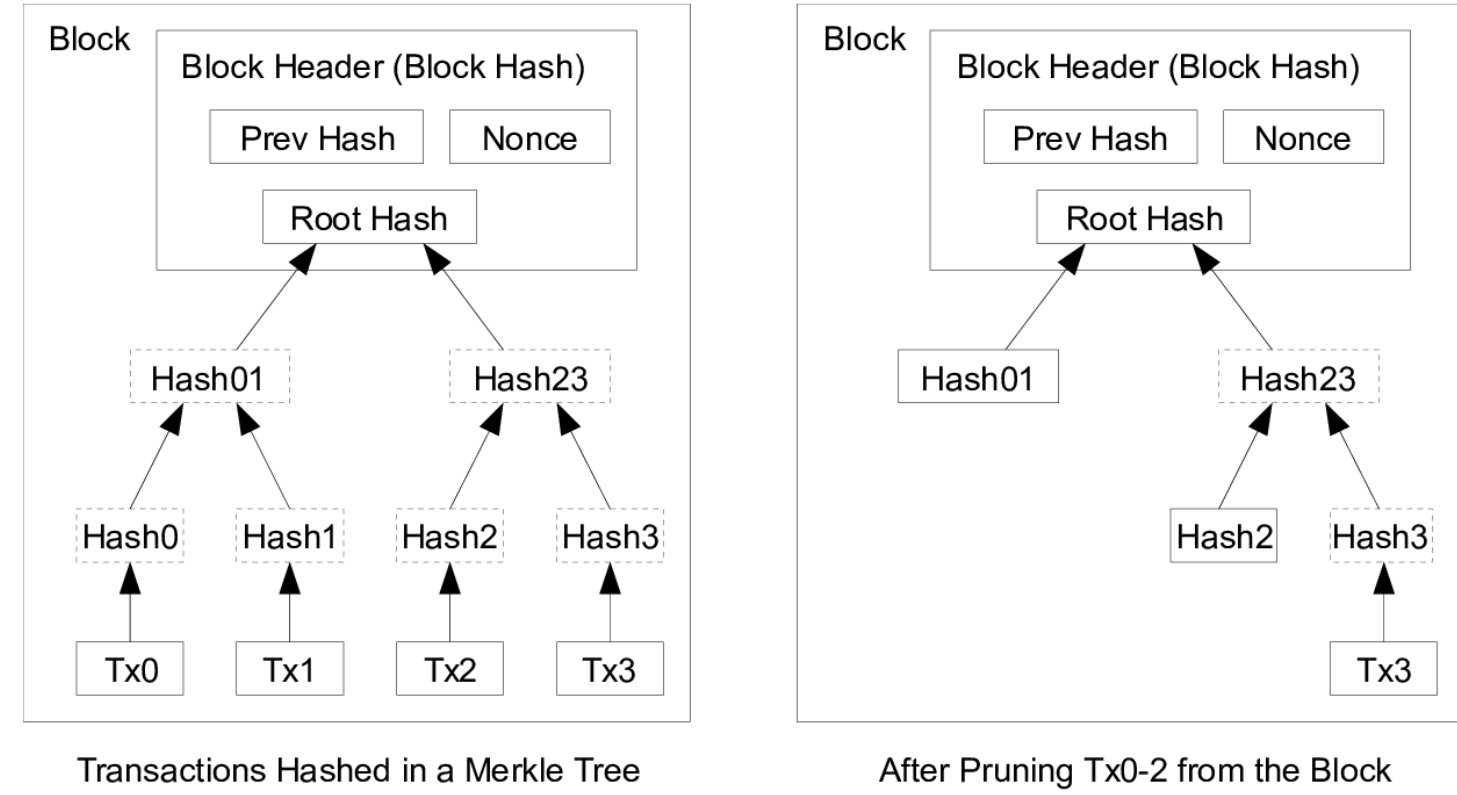 Block
Block Header (Block Hash)
Prev Hash
Nonce
Root Hash
Hash01
Hash23
Hash0
Hash1
Hash2
Hash3
Tx0
Tx1
Tx2
Tx3
Transactions Hashed in a Merkle Tree
Block
Block Header (Block Hash)
Prev Hash
Nonce
Root Hash
Hash01
Hash23
Hash2
Hash3
Tx3
After Pruning Tx0-2 from the Block